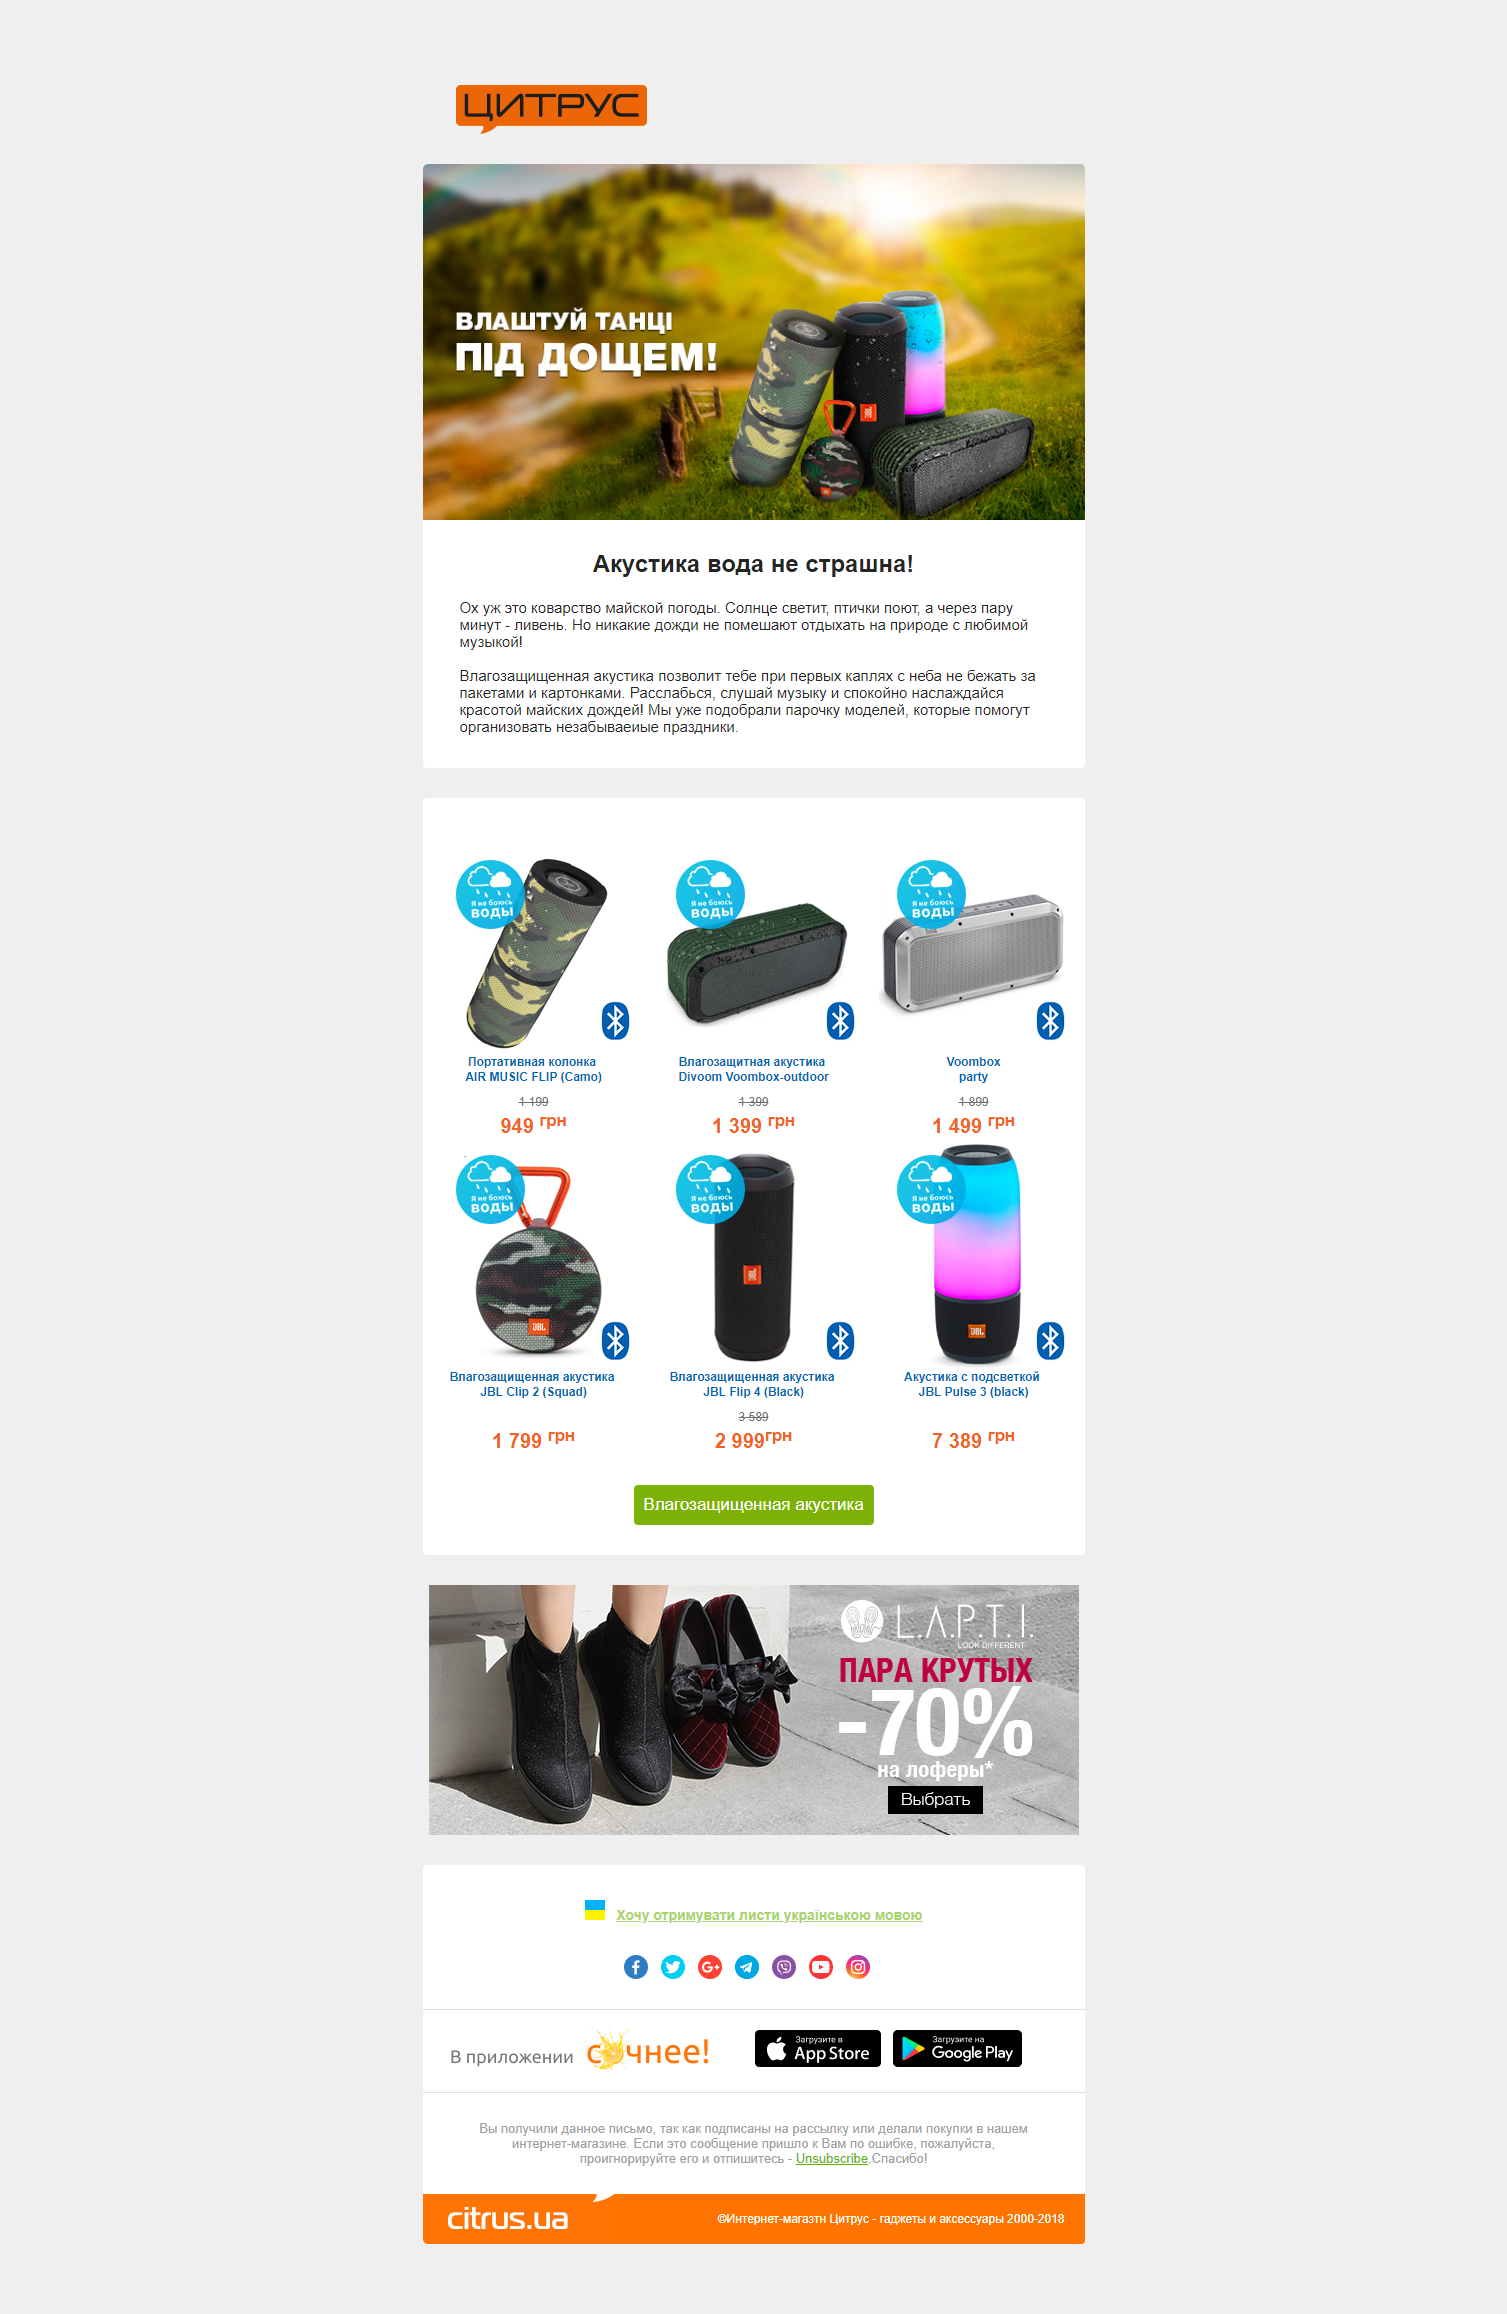 ЦИТРУС
ВЛАШТУЙ ТАНЦІ
ПІД ДОЩЕМ!
JBL
Акустика вода не страшна!
Ох уж это коварство майской погоды. Солнце светит, птички поют, а через пару
минут - ливень. Но никакие дожди не помешают отдыхать на природе с любимой
музыкой!
Влагозащищенная акустика позволит тебе при первых каплях с неба не бежать за
пакетами и картонками. Расслабься, слушай музыку и спокойно наслаждайся
красотой майских дождей! Мы уже подобрали парочку моделей, которые помогут
организовать незабываеиые праздники.
Я не боюсь
воды
Я не боюсь
воды
Я не боюсь
воды
Портативная колонка
AIR MUSIC FLIP (Camo)
1 199
949 грн
Влагозащитная акустика
Divoom Voombox-outdoor
1 399
1 399 грн
Voombox
party
1 899
1 499 грн
Я не боюсь
воды
Я не боюсь
воды
Я не боюсь
воды
JBL
JBL
JBL
Влагозащищенная акустика
JBL Clip 2 (Squad)
1 799 грн
Влагозащищенная акустика
JBL Flip 4 (Black)
3 589
2 999грн
Акустика с подсветкой
JBL Pulse 3 (black)
7 389 грн
Влагозащищенная акустика
L.A.P.T.I.
LOOK DIFFERENT
ПАРА КРУТЫХ
-70%
на лоферы*
Выбрать
Хочу отримувати листи українською мовою
В приложении сочнее!
Загрузите в
App Store
Загрузите на
Google Play
Вы получили данное письмо, так как подписаны на рассылку или делали покупки в нашем
интернет-магазине. Если это сообщение пришло к Вам по ошибке, пожалуйста,
проигнорируйте его и отпишитесь - Unsubscribe.Спасибо!
citrus.ua
©Интернет-магазтн Цитрус - гаджеты и аксессуары 2000-2018